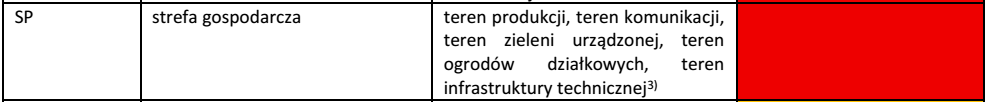 SP
strefa gospodarcza
teren produkcji, teren komunikacji,
teren zieleni urządzonej, teren
ogrodów działkowych, teren
infrastruktury technicznej3)